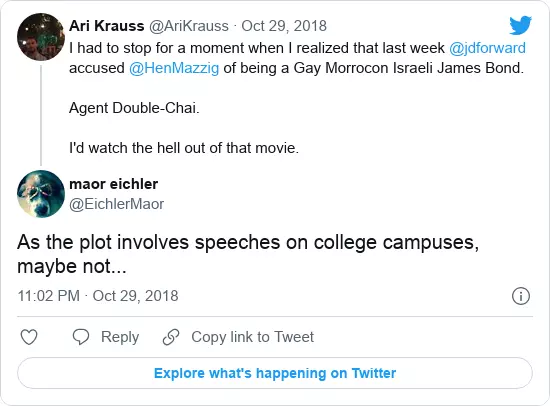 Ari Krauss @AriKrauss · Oct 29, 2018
I had to stop for a moment when I realized that last week @jdforward
accused @HenMazzig of being a Gay Morrocon Israeli James Bond.
Agent Double-Chai.
I'd watch the hell out of that movie.
maor eichler
@EichlerMaor
As the plot involves speeches on college campuses,
maybe not...
11:02 PM · Oct 29, 2018
Reply
Copy link to Tweet
Explore what's happening on Twitter